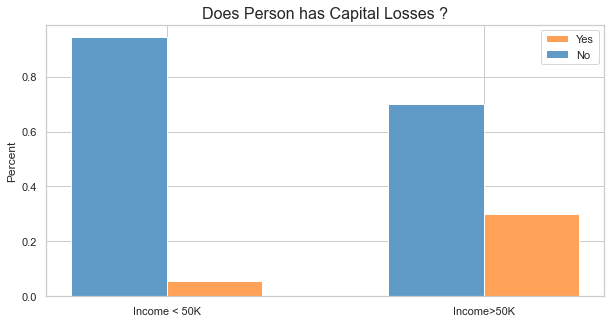 Does Person has Capital Losses ?
Yes
No
Percent
0.8
0.6
0.4
0.2
0.0
Income < 50K
Income>50K